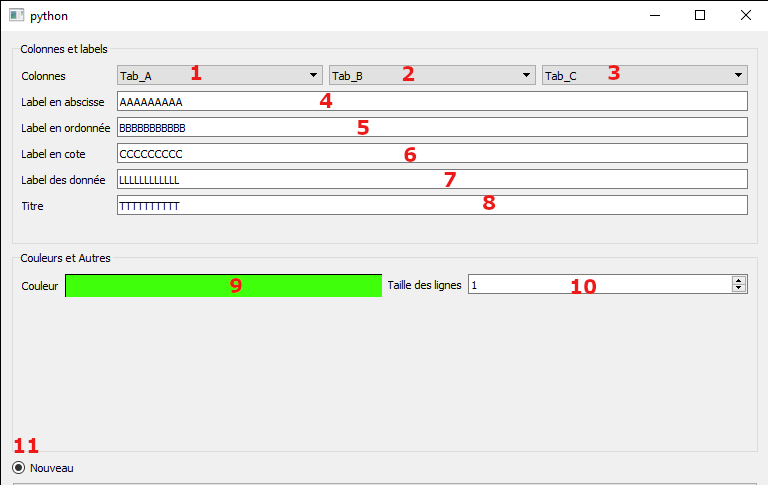 python
Colonnes et labels
Colonnes Tab_A 1 Tab_B 2 Tab_C 3
Label en abscisse AAAAAAAAA 4
Label en ordonnée BBBBBBBBBBB 5
Label en cote CCCCCCCCC 6
Label des donnée LLLLLLLLLLLL 7
Titre TTTTTTTTTT 8
Couleurs et Autres
Couleur 9 Taille des lignes 1 10
11
Nouveau